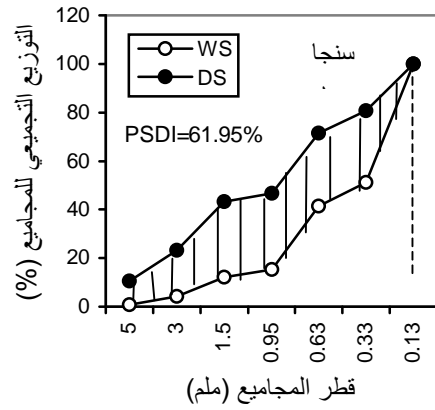 120
100
80
60
40
20
0
التوزيع التجميعي للمجاميع (%)
WS
DS
سنجا
.
PSDI=61.95%
5
3
1.5
0.95
0.63
0.33
0.13
قطر المجاميع (ملم)